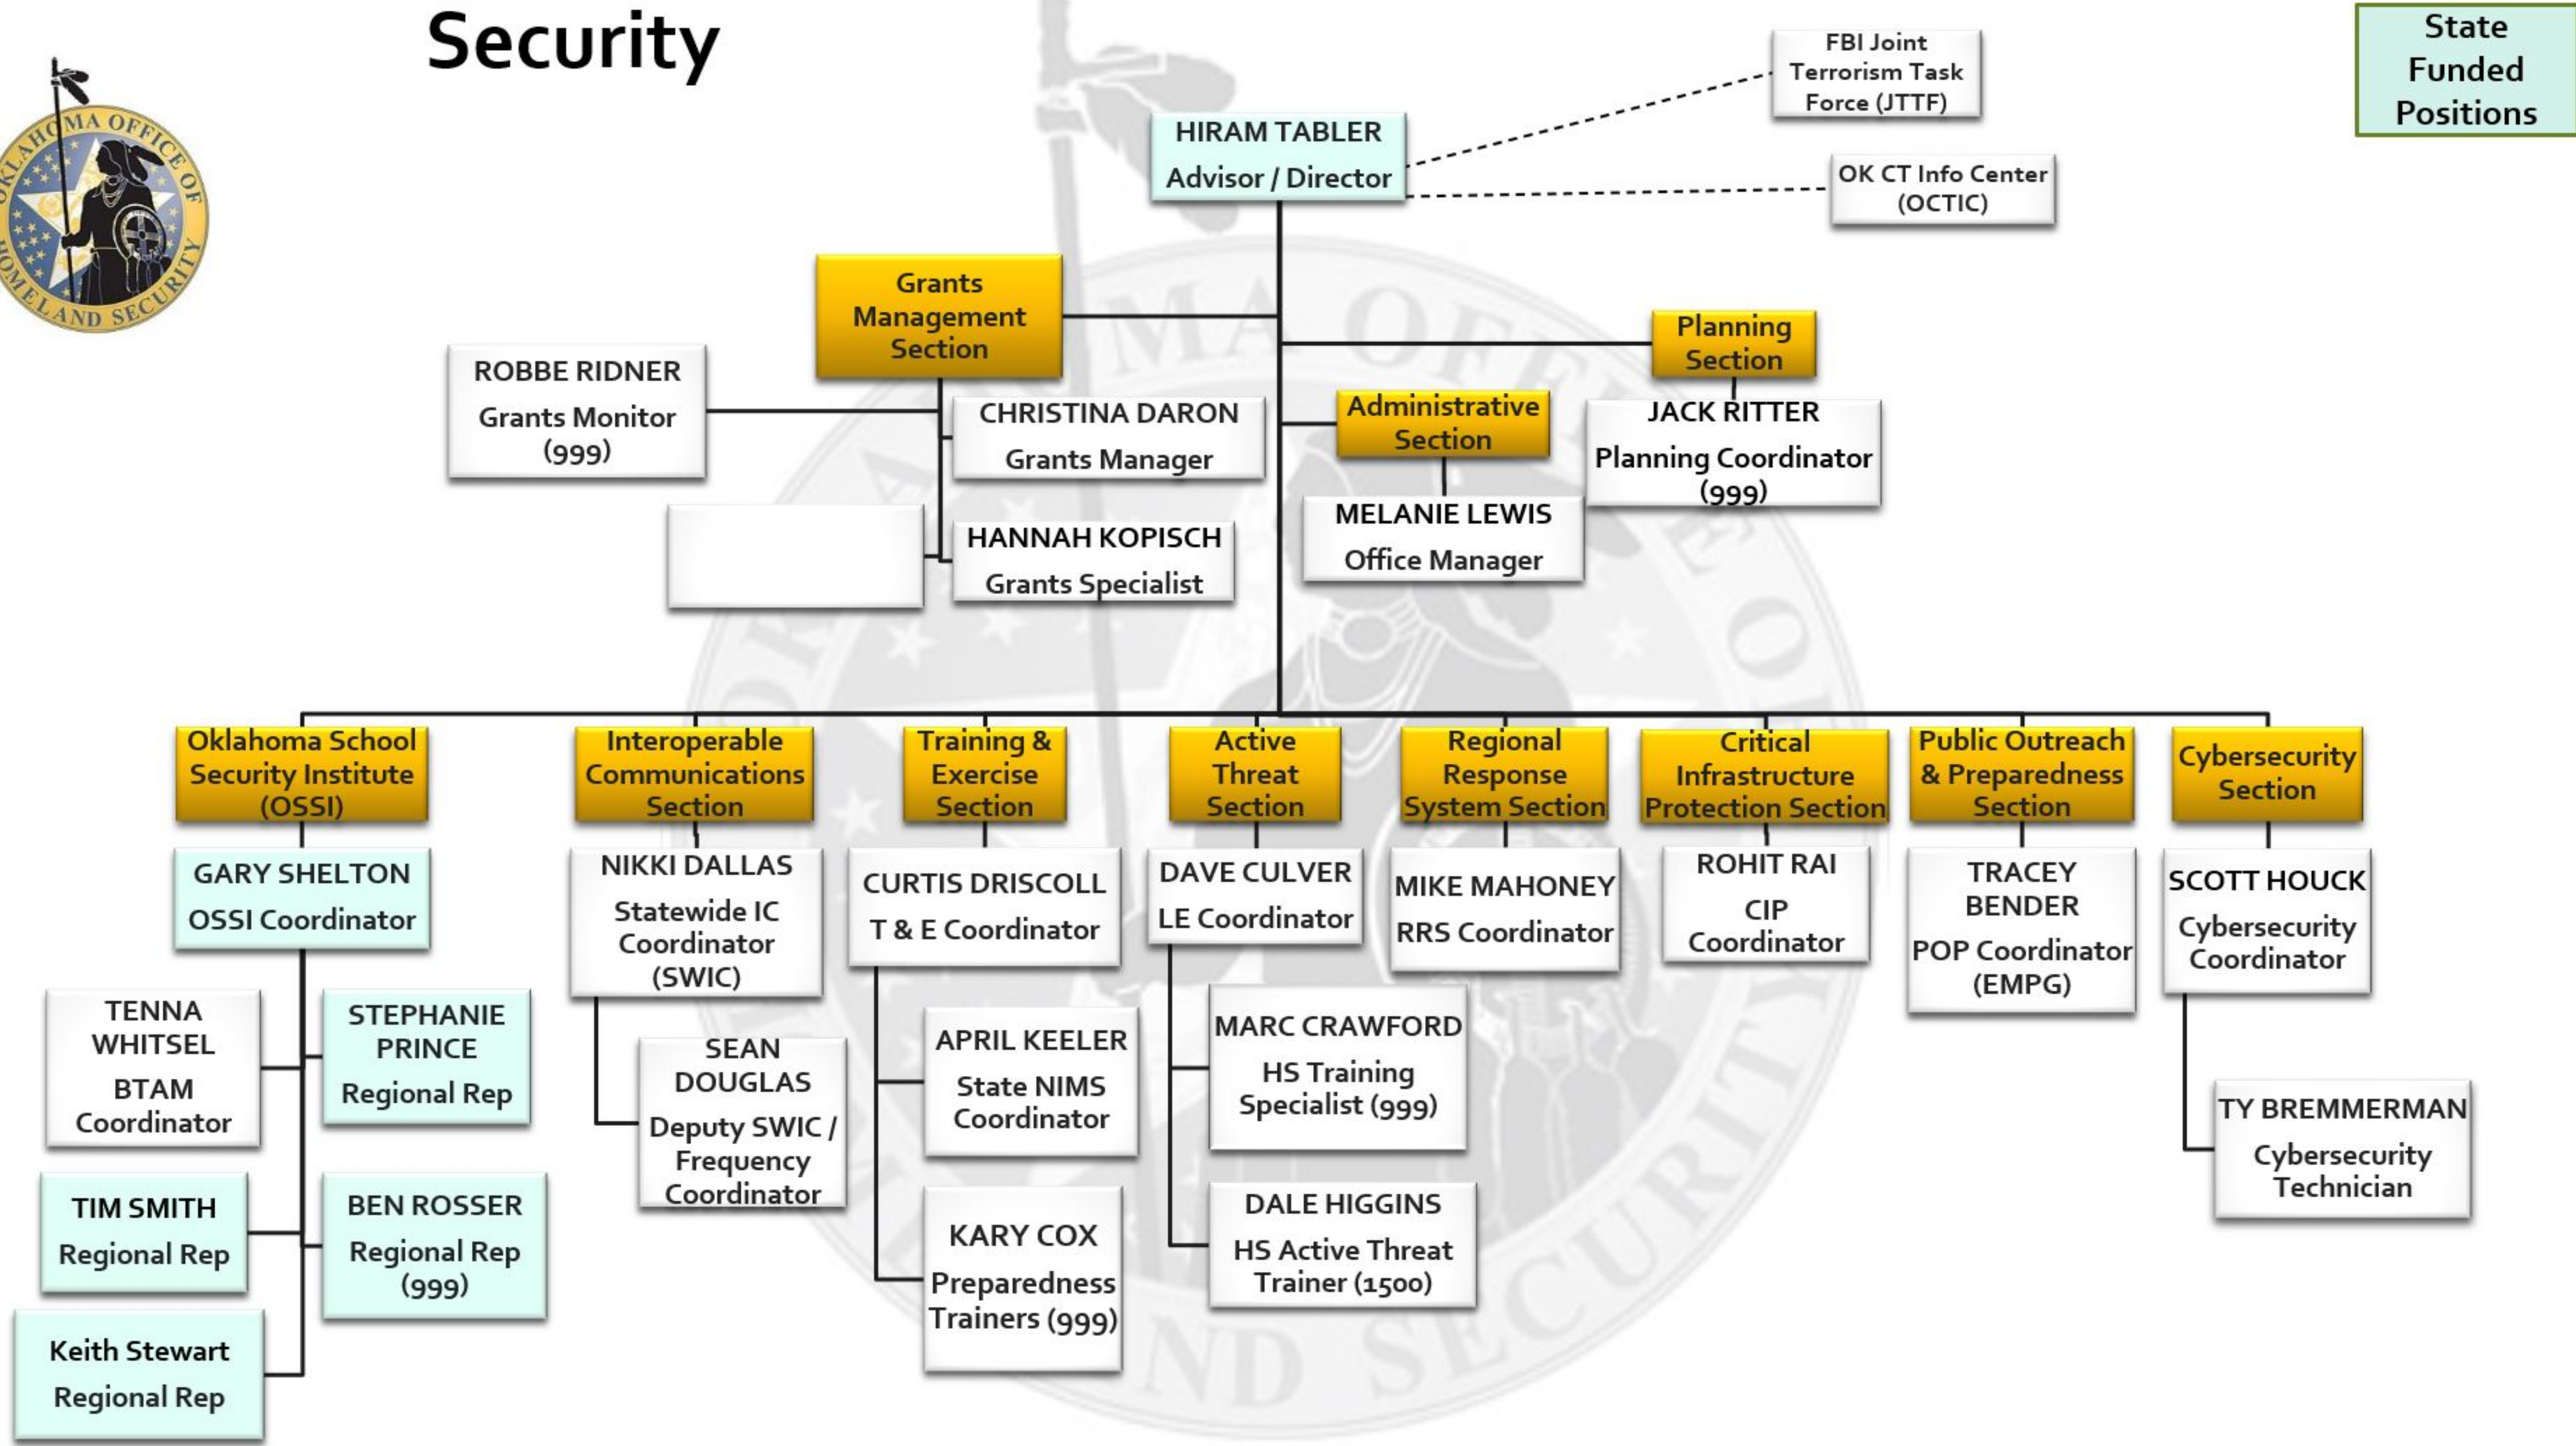 Security
State
Funded
Positions
FBI Joint
Terrorism Task
Force (JTTF)
OK CT Info Center
(OCTIC)
OKLAHOMA OFFICE OF
HOMELAND SECURITY
HIRAM TABLER
Advisor / Director
Grants
Management
Section
Planning
Section
ROBBE RIDNER
Grants Monitor
(999)
CHRISTINA DARON
Grants Manager
Administrative
Section
JACK RITTER
Planning Coordinator
(999)
HANNAH KOPISCH
Grants Specialist
MELANIE LEWIS
Office Manager
Oklahoma School
Security Institute
(OSSI)
Interoperable
Communications
Section
Training &
Exercise
Section
Active
Threat
Section
Regional
Response
System Section
Critical
Infrastructure
Protection Section
Public Outreach
& Preparedness
Section
Cybersecurity
Section
GARY SHELTON
OSSI Coordinator
NIKKI DALLAS
Statewide IC
Coordinator
(SWIC)
CURTIS DRISCOLL
T & E Coordinator
DAVE CULVER
LE Coordinator
MIKE MAHONEY
RRS Coordinator
ROHIT RAI
CIP
Coordinator
TRACEY
BENDER
POP Coordinator
(EMPG)
SCOTT HOUCK
Cybersecurity
Coordinator
TENNA
WHITSEL
BTAM
Coordinator
STEPHANIE
PRINCE
Regional Rep
SEAN
DOUGLAS
Deputy SWIC /
Frequency
Coordinator
APRIL KEELER
State NIMS
Coordinator
MARC CRAWFORD
HS Training
Specialist (999)
TY BREMMERMAN
Cybersecurity
Technician
TIM SMITH
Regional Rep
BEN ROSSER
Regional Rep
(999)
KARY COX
Preparedness
Trainers (999)
DALE HIGGINS
HS Active Threat
Trainer (1500)
Keith Stewart
Regional Rep